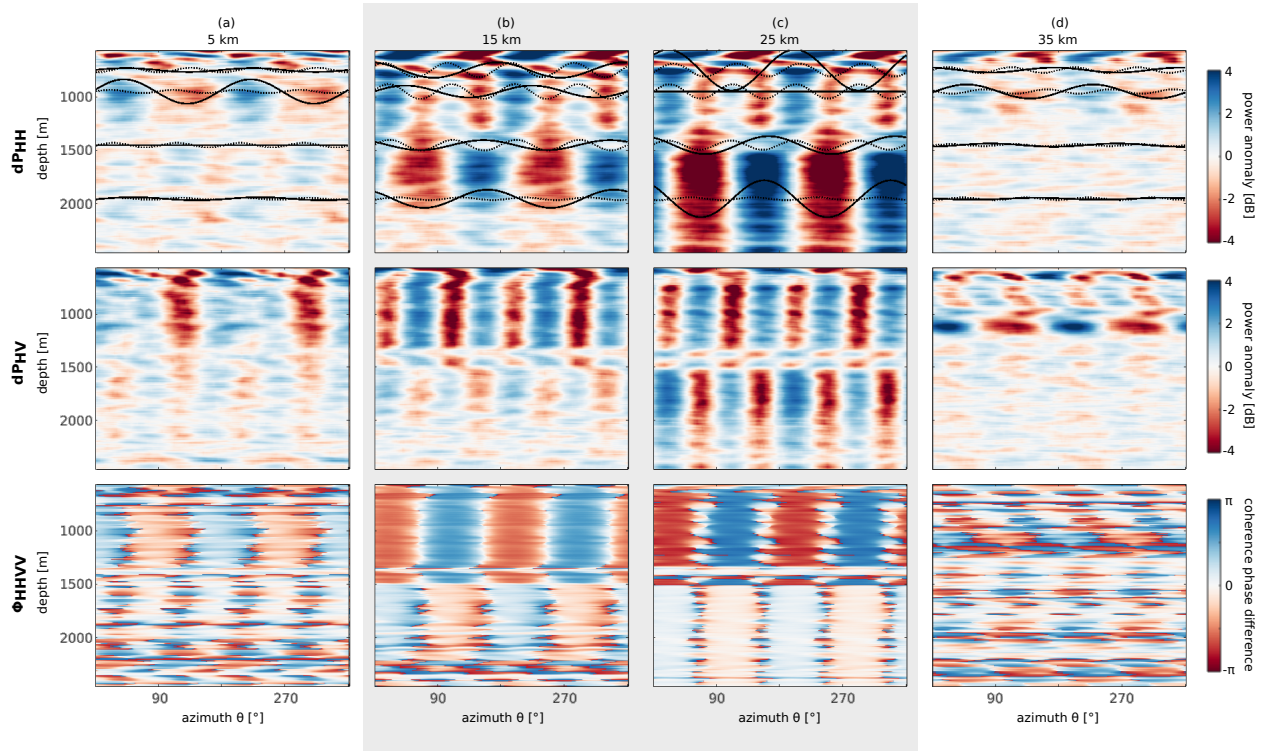 (a)
5 km
(b)
15 km
(c)
25 km
(d)
35 km
dPHH
depth [m]
1000
1500
2000
4
2
0
-2
-4
power anomaly [dB]
dPHV
depth [m]
1000
1500
2000
4
2
0
-2
-4
power anomaly [dB]
ΦHHVV
depth [m]
1000
1500
2000
π
0
-π
coherence phase difference
90
270
90
270
90
270
90
270
azimuth θ [°]
azimuth θ [°]
azimuth θ [°]
azimuth θ [°]